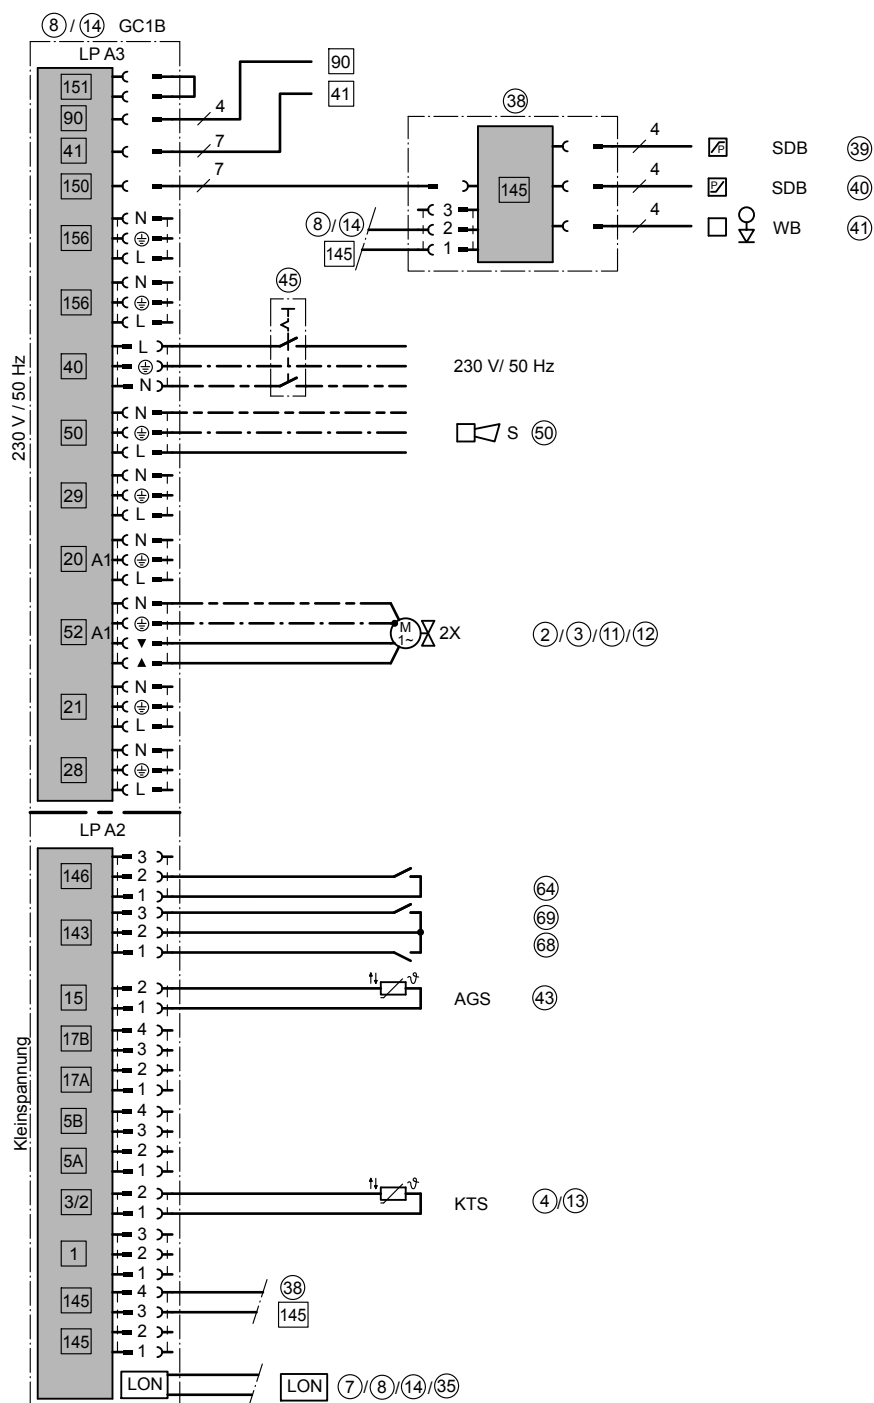 8 / 14 GC1B
LP A3
151
90
90 4
41
41 7
150 7
38
145
4 P SDB 39
4 P SDB 40
4 WB 41
3
8/14 2
145 1
N
156
L
N
156
L
45
230 V / 50 Hz
L
40 230 V/ 50 Hz
N
N
50 S 50
L
N
29
L
N
20 A1
L
N
52 A1 M 1~ 2X 2/3/11/12
N
21
L
N
28
L
LP A2
Kleinspannung
3
146 2
1 64
3 69
143 2
1 68
15 2 ϑ AGS 43
1
17B 4
3
17A 2
1
5B 4
3
5A 2
1
3/2 2 ϑ KTS 4/13
1
3
1 2
1
145 4 38
3 145
145 2
1
LON LON 7/8/14/35